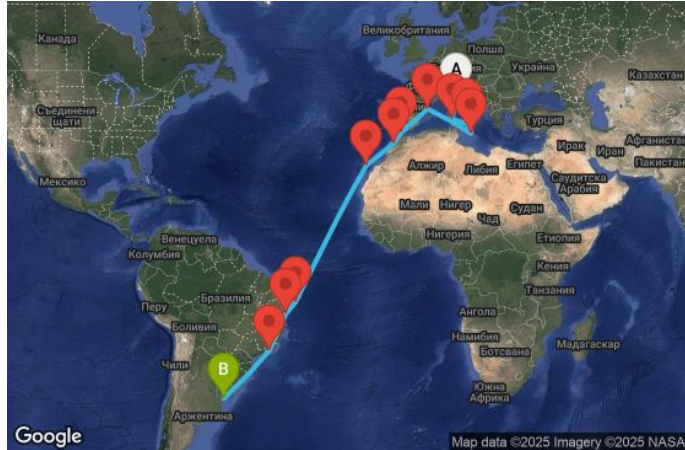 Канада
Великобритания
A
Полша
Украйна
Казахстан
Съединени
щати
Турция
Ирак
Иран
Афганистан
Пакистан
Алжир
Либия
Египет
Саудитска
Арабия
Мексико
Мали
Нигер
Чад
Судан
Нигерия
Етиопия
Венецуела
Колумбия
Кения
Бразилия
Танзания
Перу
Ангола
Боливия
Намибия
Ботсвана
Мадагаскар
Чили
B
Южна
Африка
Аржентина
Google
Map data ©2025 Imagery ©2025 NASA